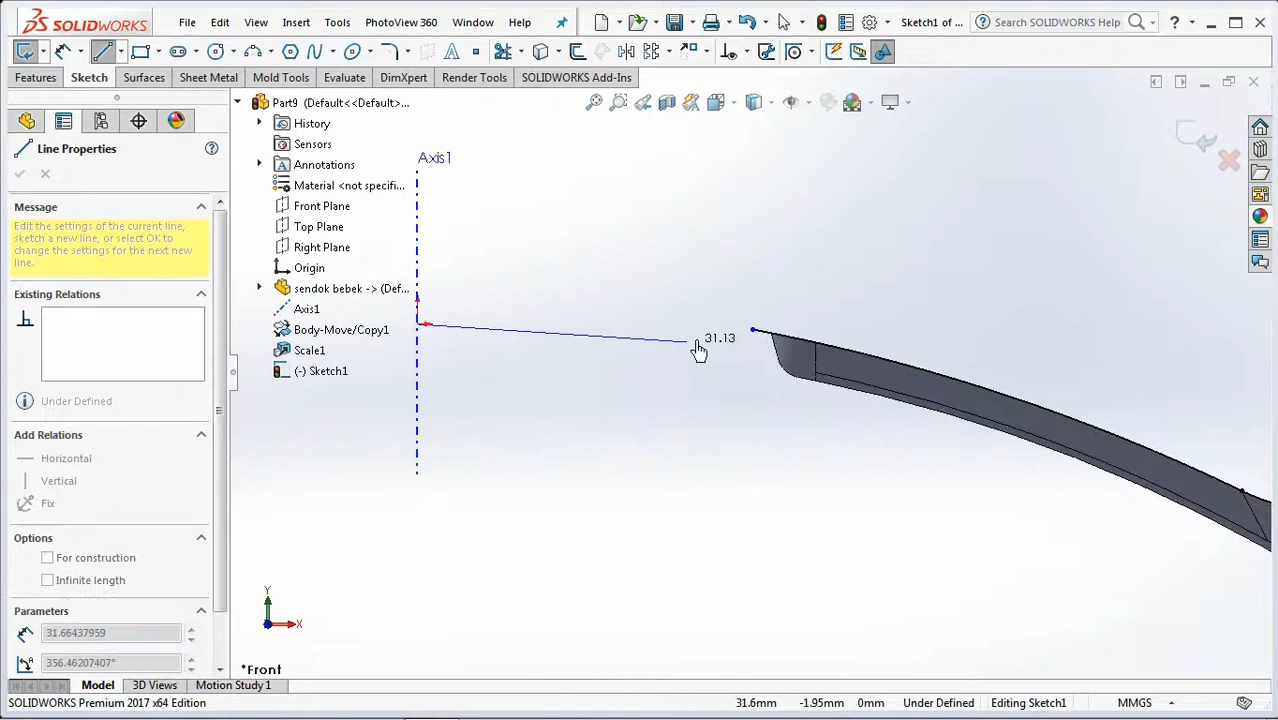 SOLIDWORKS File Edit View Insert Tools PhotoView 360 Window Help Sketch1 of ... Search SOLIDWORKS Help
Features Sketch Surfaces Sheet Metal Mold Tools Evaluate DimXpert Render Tools SOLIDWORKS Add-Ins
Line Properties
Message
Edit the settings of the current line,
sketch a new line, or select OK to
change the settings for the next new
line.
Existing Relations
Under Defined
Add Relations
Horizontal
Vertical
Fix
Options
For construction
Infinite length
Parameters
31.66437959
356.46207407°
Part9 (Default<<Default>...
History
Sensors
Annotations
Material <not specifi...
Front Plane
Top Plane
Right Plane
Origin
sendok bebek -> (Def...
Axis1
Body-Move/Copy1
Scale1
(-) Sketch1
Axis1
31.13
Y
X
*Front
Model 3D Views Motion Study 1
SOLIDWORKS Premium 2017 x64 Edition 31.6mm -1.95mm 0mm Under Defined Editing Sketch1 MMGS